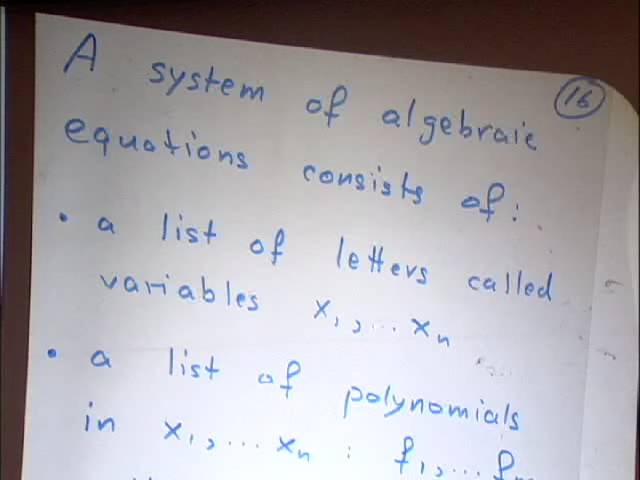 16
A system of algebraic
equations consists of:
• a list of letters called
variables x₁, ... xₙ
• a list of polynomials
in x₁, ... xₙ : f₁, ...